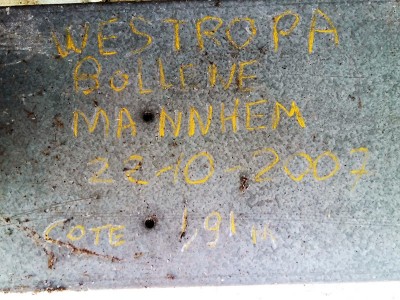 WESTROPA
BOLLENE
MANNHEM
22-10-2007
COTE 1,91 m